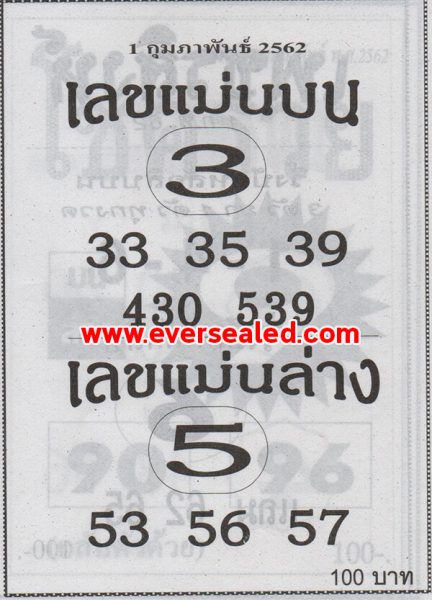 1 กุมภาพันธ์ 2562
เลขแม่นบน
3
33 35 39
430 539
www.eversealed.com
เลขแม่นล่าง
5
53 56 57
100 บาท